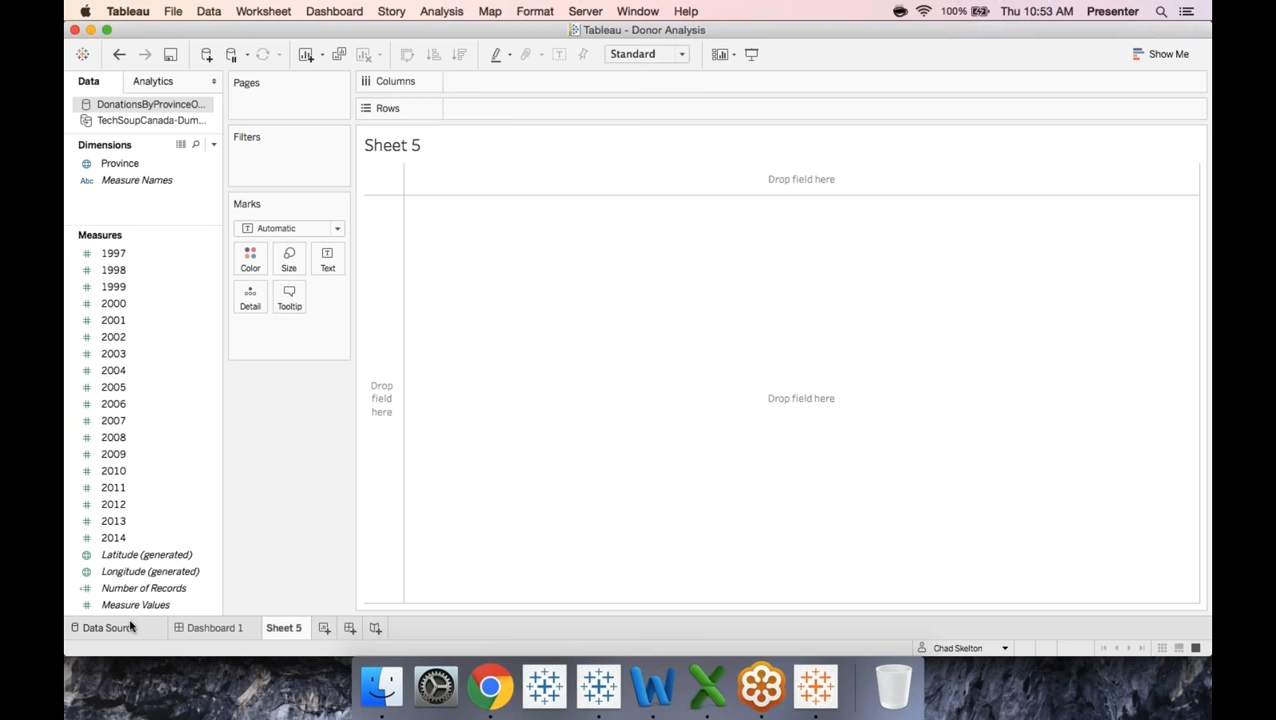 Tableau File Data Worksheet Dashboard Story Analysis Map Format Server Window Help 100% Thu 10:53 AM Presenter
Tableau - Donor Analysis
Standard
Show Me
Data Analytics
DonationsByProvinceO...
TechSoupCanada-Dum...
Dimensions
Province
Abc Measure Names
Measures
1997
1998
1999
2000
2001
2002
2003
2004
2005
2006
2007
2008
2009
2010
2011
2012
2013
2014
Latitude (generated)
Longitude (generated)
Number of Records
Measure Values
Pages
Filters
Marks
Automatic
Color Size Text
Detail Tooltip
Columns
Rows
Sheet 5
Drop field here
Drop
field
here
Drop field here
Data Dashboard 1 Sheet 5
Chad Skelton